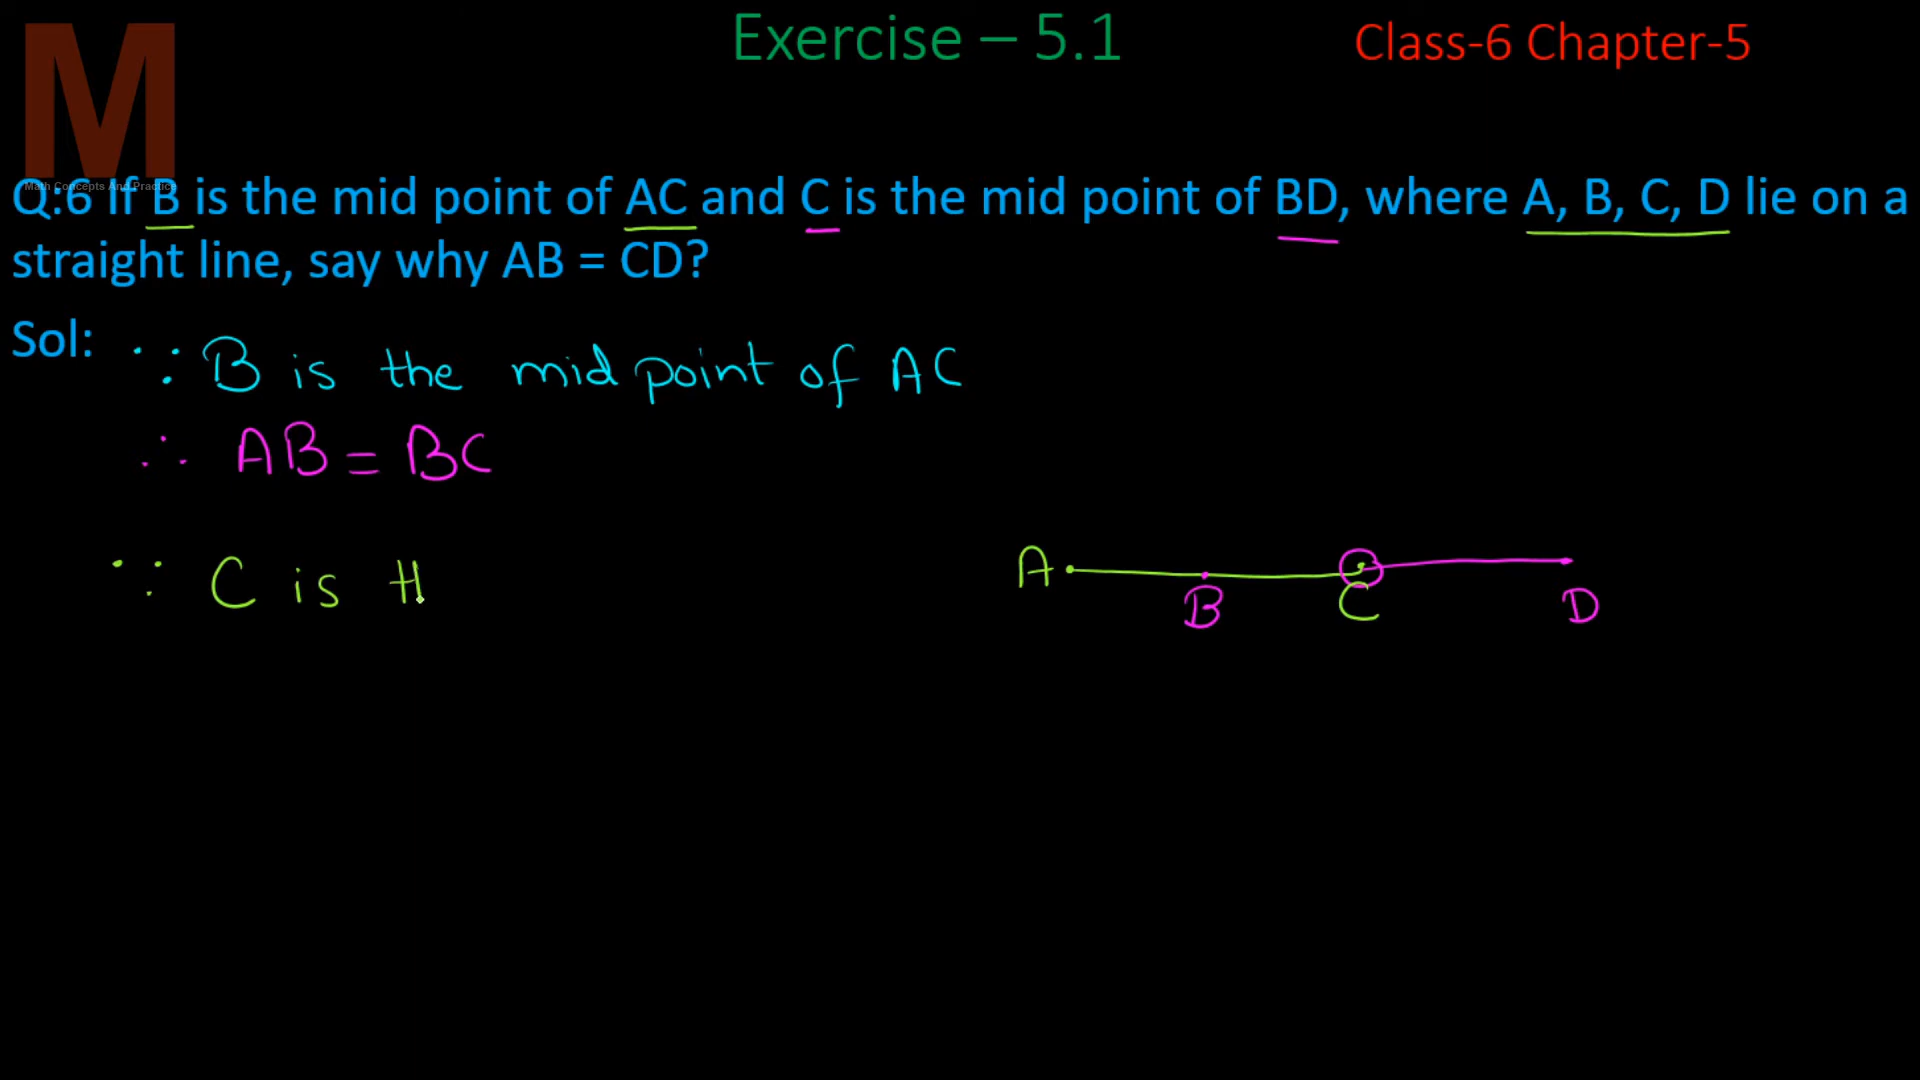 M
Math Concepts And Practice
Exercise – 5.1
Class-6 Chapter-5
Q:6 If B is the mid point of AC and C is the mid point of BD, where A, B, C, D lie on a
straight line, say why AB = CD?
Sol: ∵ B is the mid point of AC
∴ AB = BC
∵ C is
A
B
C
D